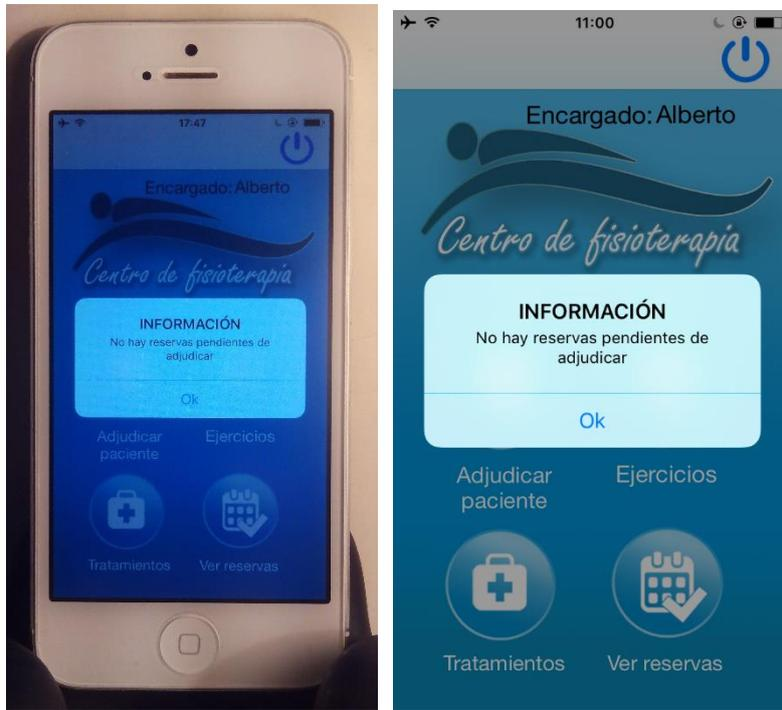 17:47
Encargado: Alberto
Centro de fisioterapia
INFORMACIÓN
No hay reservas pendientes de
adjudicar
Ok
Adjudicar
paciente
Ejercicios
Tratamientos
Ver reservas
11:00
Encargado: Alberto
Centro de fisioterapia
INFORMACIÓN
No hay reservas pendientes de
adjudicar
Ok
Adjudicar
paciente
Ejercicios
Tratamientos
Ver reservas